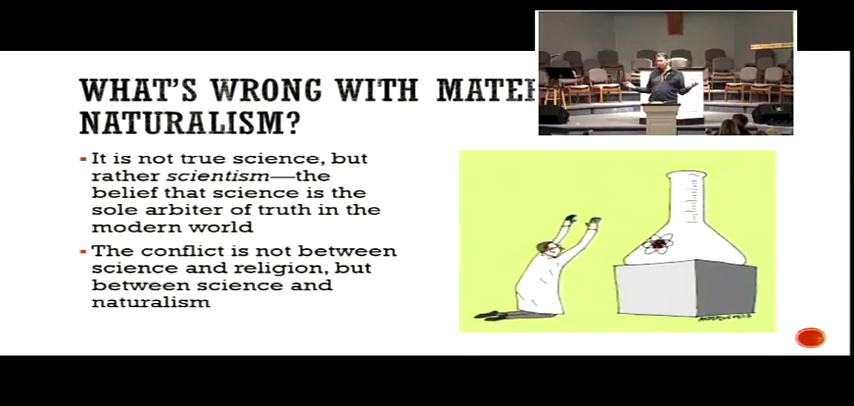 WHAT'S WRONG WITH MATE
NATURALISM?
It is not true science, but
rather scientism—the
belief that science is the
sole arbiter of truth in the
modern world
The conflict is not between
science and religion, but
between science and
naturalism